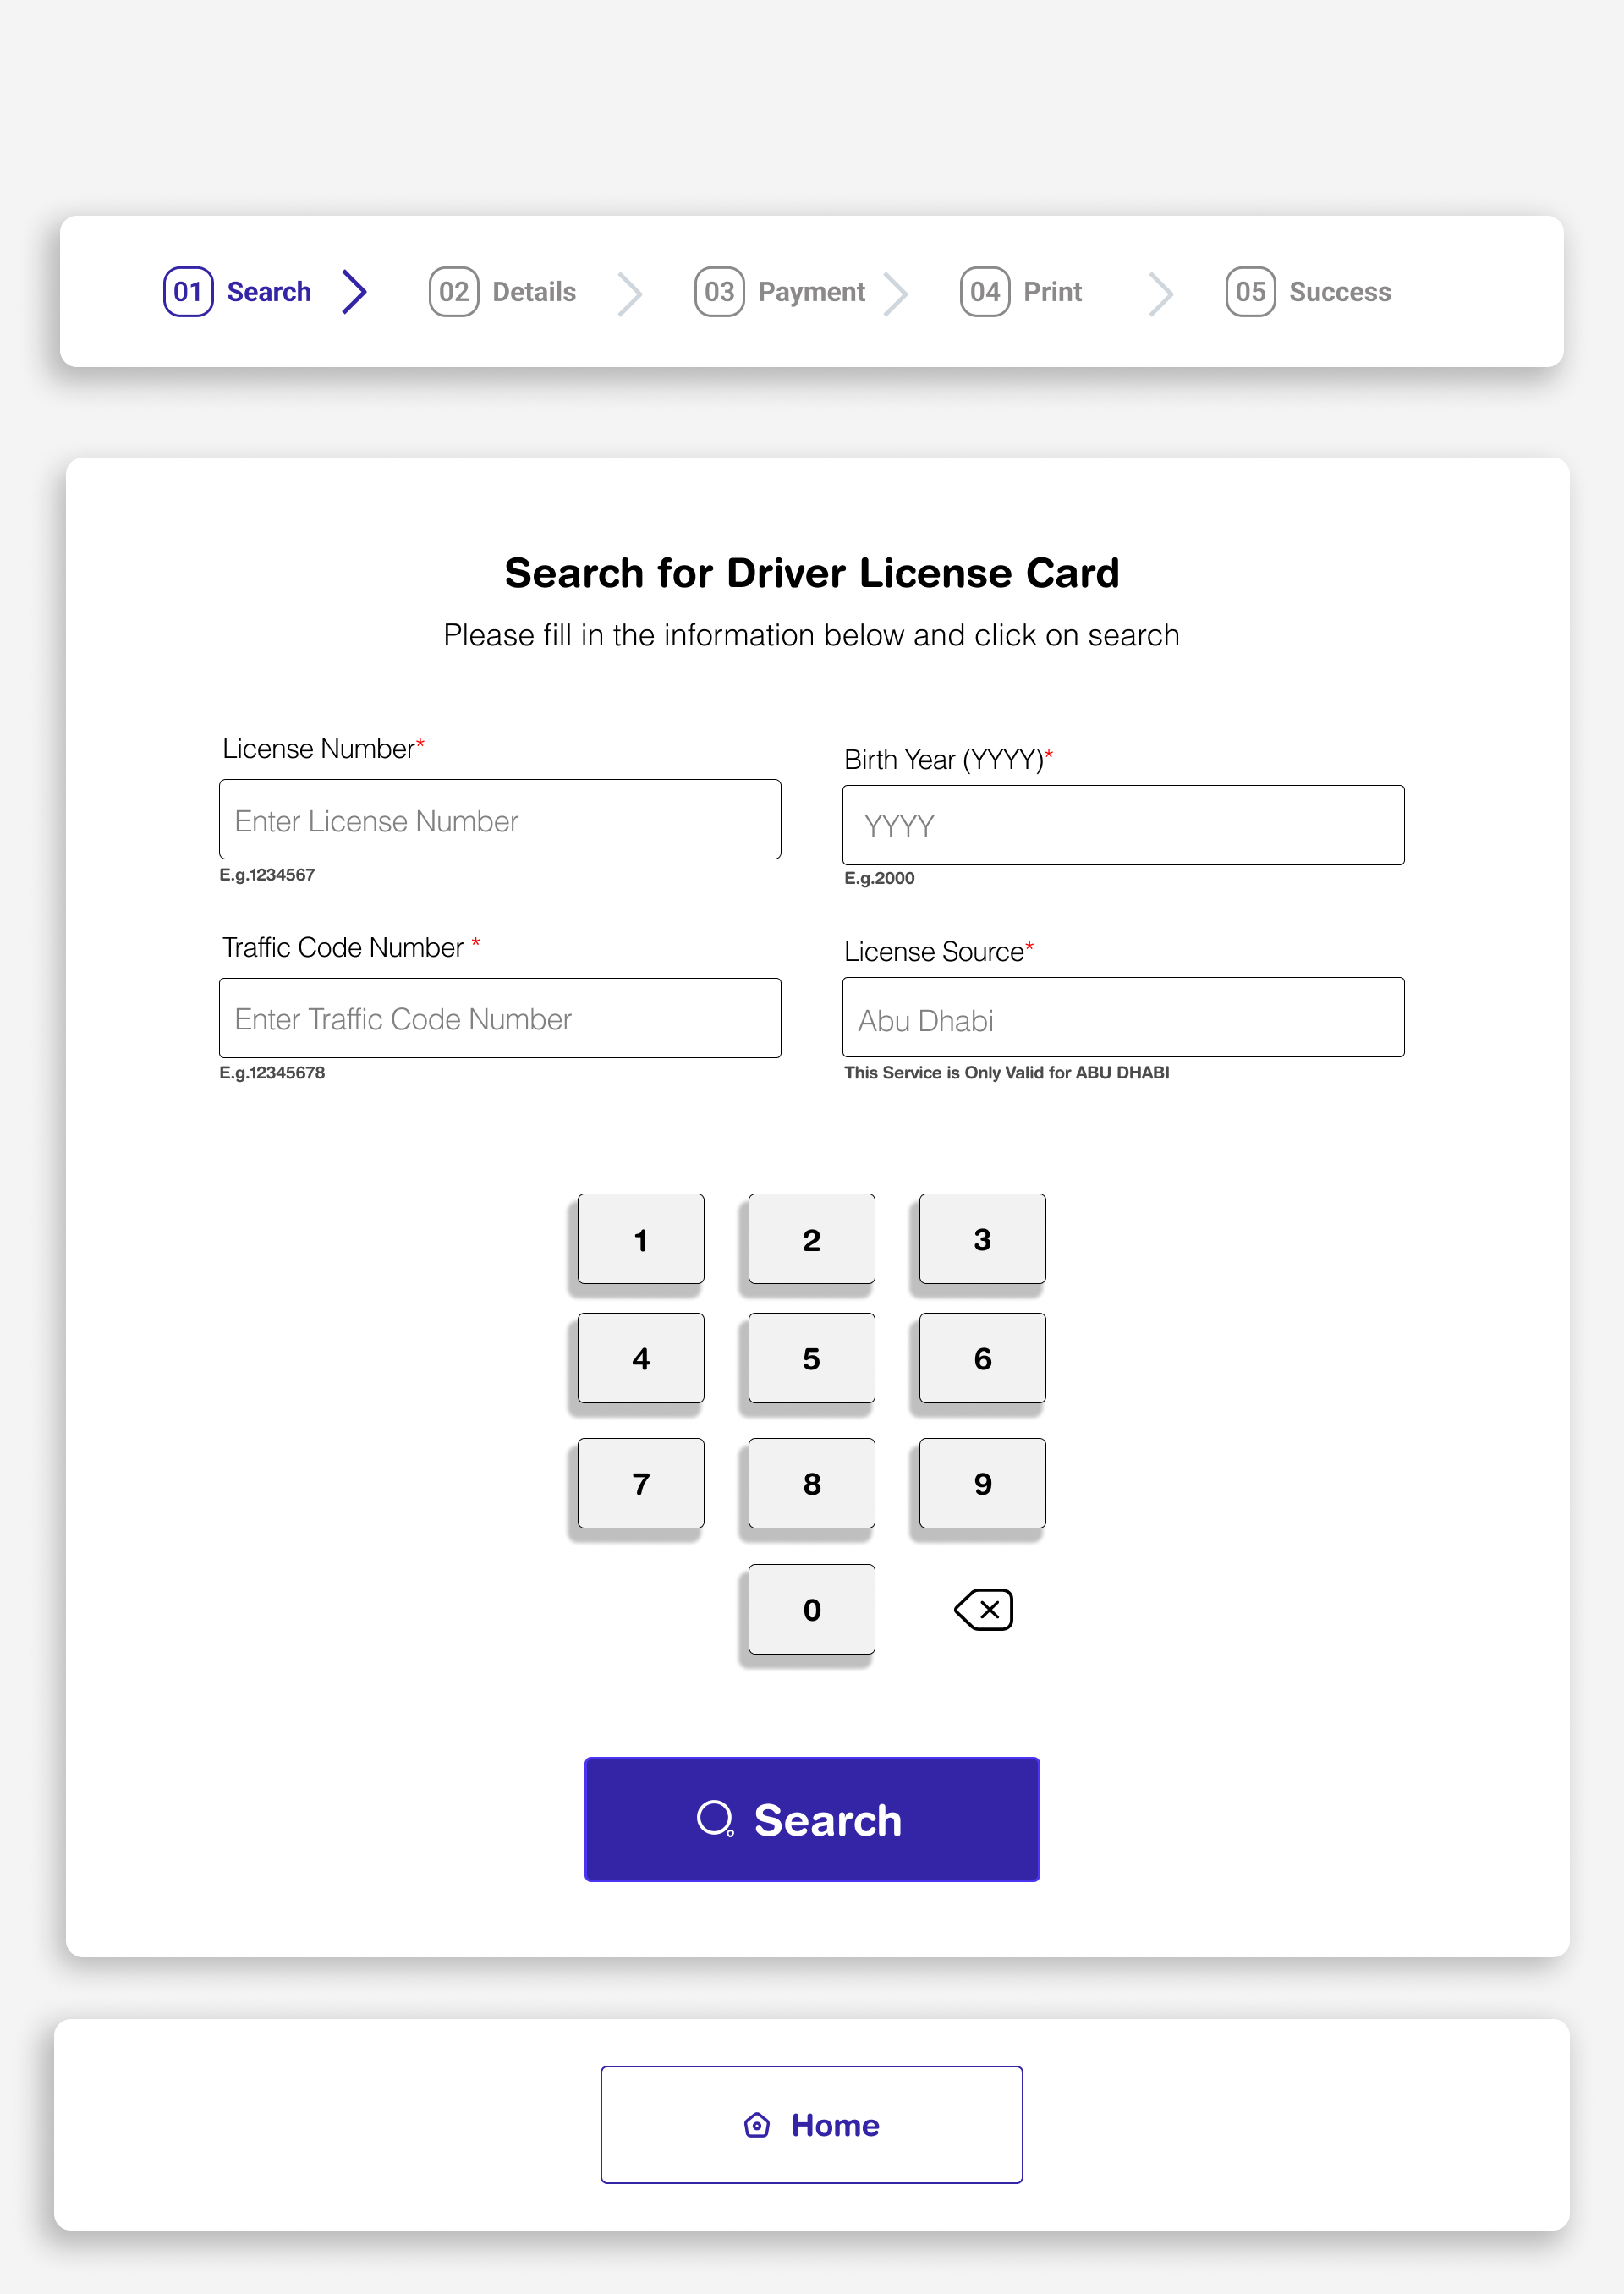 01 Search 02 Details 03 Payment 04 Print 05 Success
Search for Driver License Card
Please fill in the information below and click on search
License Number*
Birth Year (YYYY)*
Enter License Number
YYYY
E.g.1234567
E.g.2000
Traffic Code Number *
License Source*
Enter Traffic Code Number
Abu Dhabi
E.g.12345678
This Service is Only Valid for ABU DHABI
1 2 3
4 5 6
7 8 9
0
Search
Home